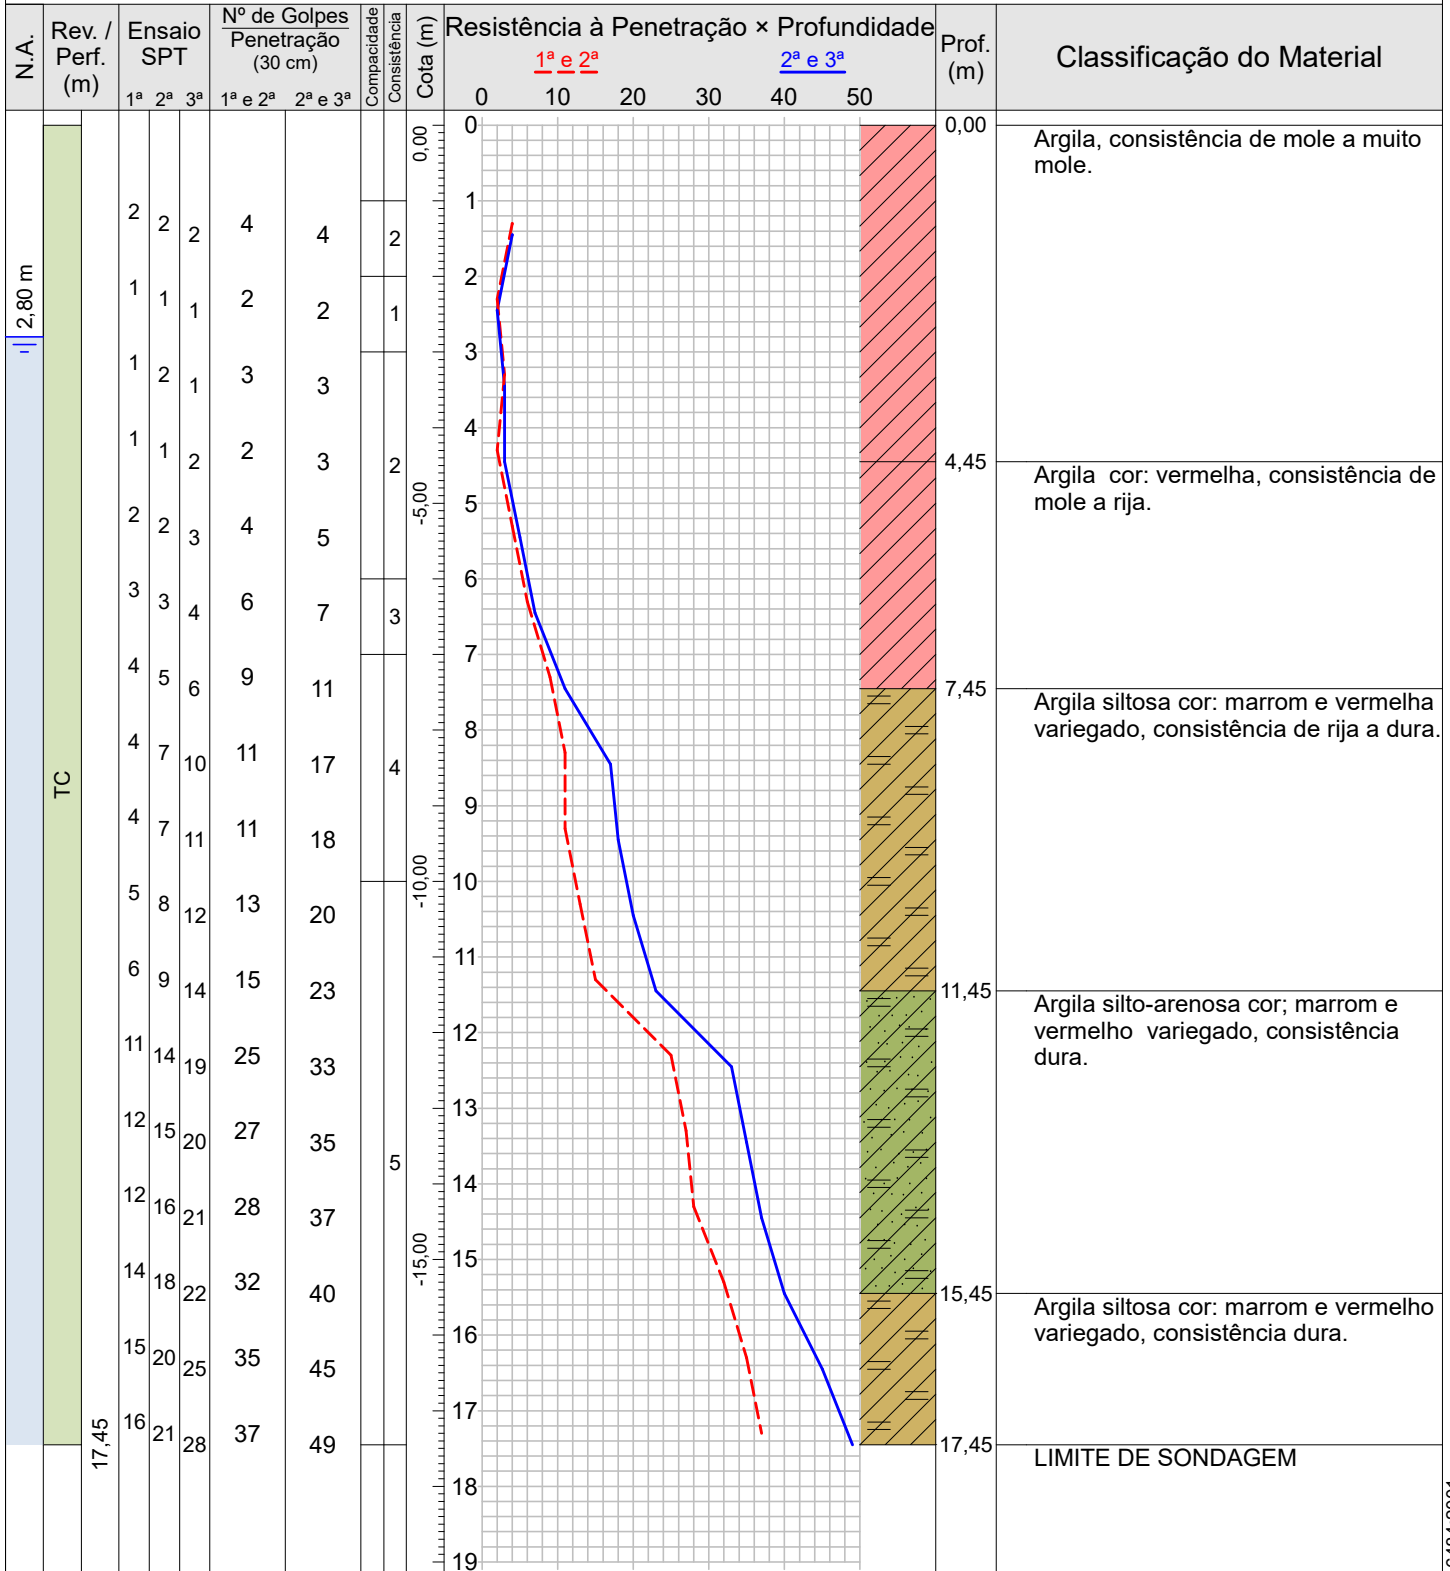 N.A.
Rev. /
Perf.
(m)
Ensaio
SPT
1ª 2ª 3ª
Nº de Golpes
Penetração
(30 cm)
1ª e 2ª 2ª e 3ª
Compacidade
Consistência
Cota (m)
Resistência à Penetração × Profundidade
1ª e 2ª 2ª e 3ª
0 10 20 30 40 50
Prof.
(m)
Classificação do Material
0,00 0 0,00
Argila, consistência de mole a muito
mole.
1
2 2 2 4 4 2
2
2,80 m
1 1 1 2 2 1
3
1 2 1 3 3
4
1 1 2 2 3 2
4,45
Argila cor: vermelha, consistência de
mole a rija.
-5,00 5
2 2 3 4 5
6
3 3 4 6 7 3
7
4 5 6 9 11
7,45
Argila siltosa cor: marrom e vermelha
variegado, consistência de rija a dura.
8
4 7 10 11 17 4
TC
9
4 7 11 11 18
-10,00 10
5 8 12 13 20
11
6 9 14 15 23
11,45
Argila silto-arenosa cor; marrom e
vermelho variegado, consistência
dura.
12
11 14 19 25 33
13
12 15 20 27 35 5
14
12 16 21 28 37
-15,00 15
14 18 22 32 40
15,45
Argila siltosa cor: marrom e vermelho
variegado, consistência dura.
16
15 20 25 35 45
17
17,45
16 21 28 37 49
17,45
LIMITE DE SONDAGEM
18
19